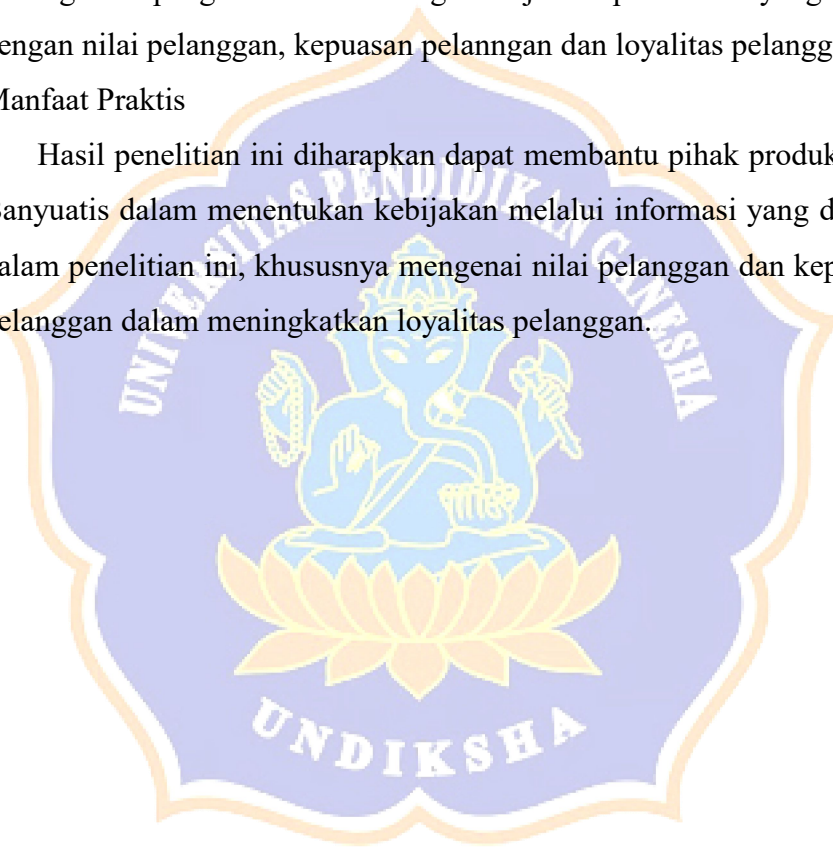 engan nilai pelanggan, kepuasan pelanngan dan loyalitas pelangg
Manfaat Praktis
Hasil penelitian ini diharapkan dapat membantu pihak produk
Banyuatis dalam menentukan kebijakan melalui informasi yang d
alam penelitian ini, khususnya mengenai nilai pelanggan dan kep
elanggan dalam meningkatkan loyalitas pelanggan.
UNIVERSITAS PENDIDIKAN GANESHA
UNDIKSHA